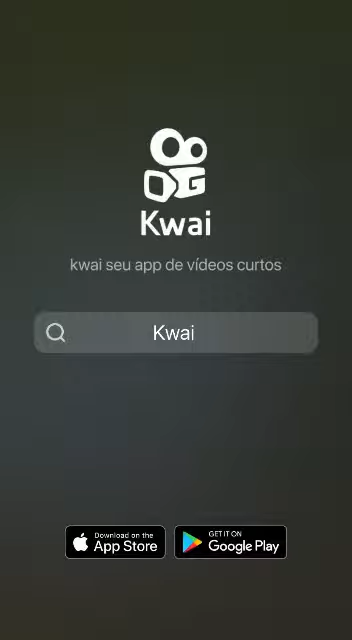 Kwai
kwai seu app de vídeos curtos
Kwai
Download on the
App Store
GET IT ON
Google Play